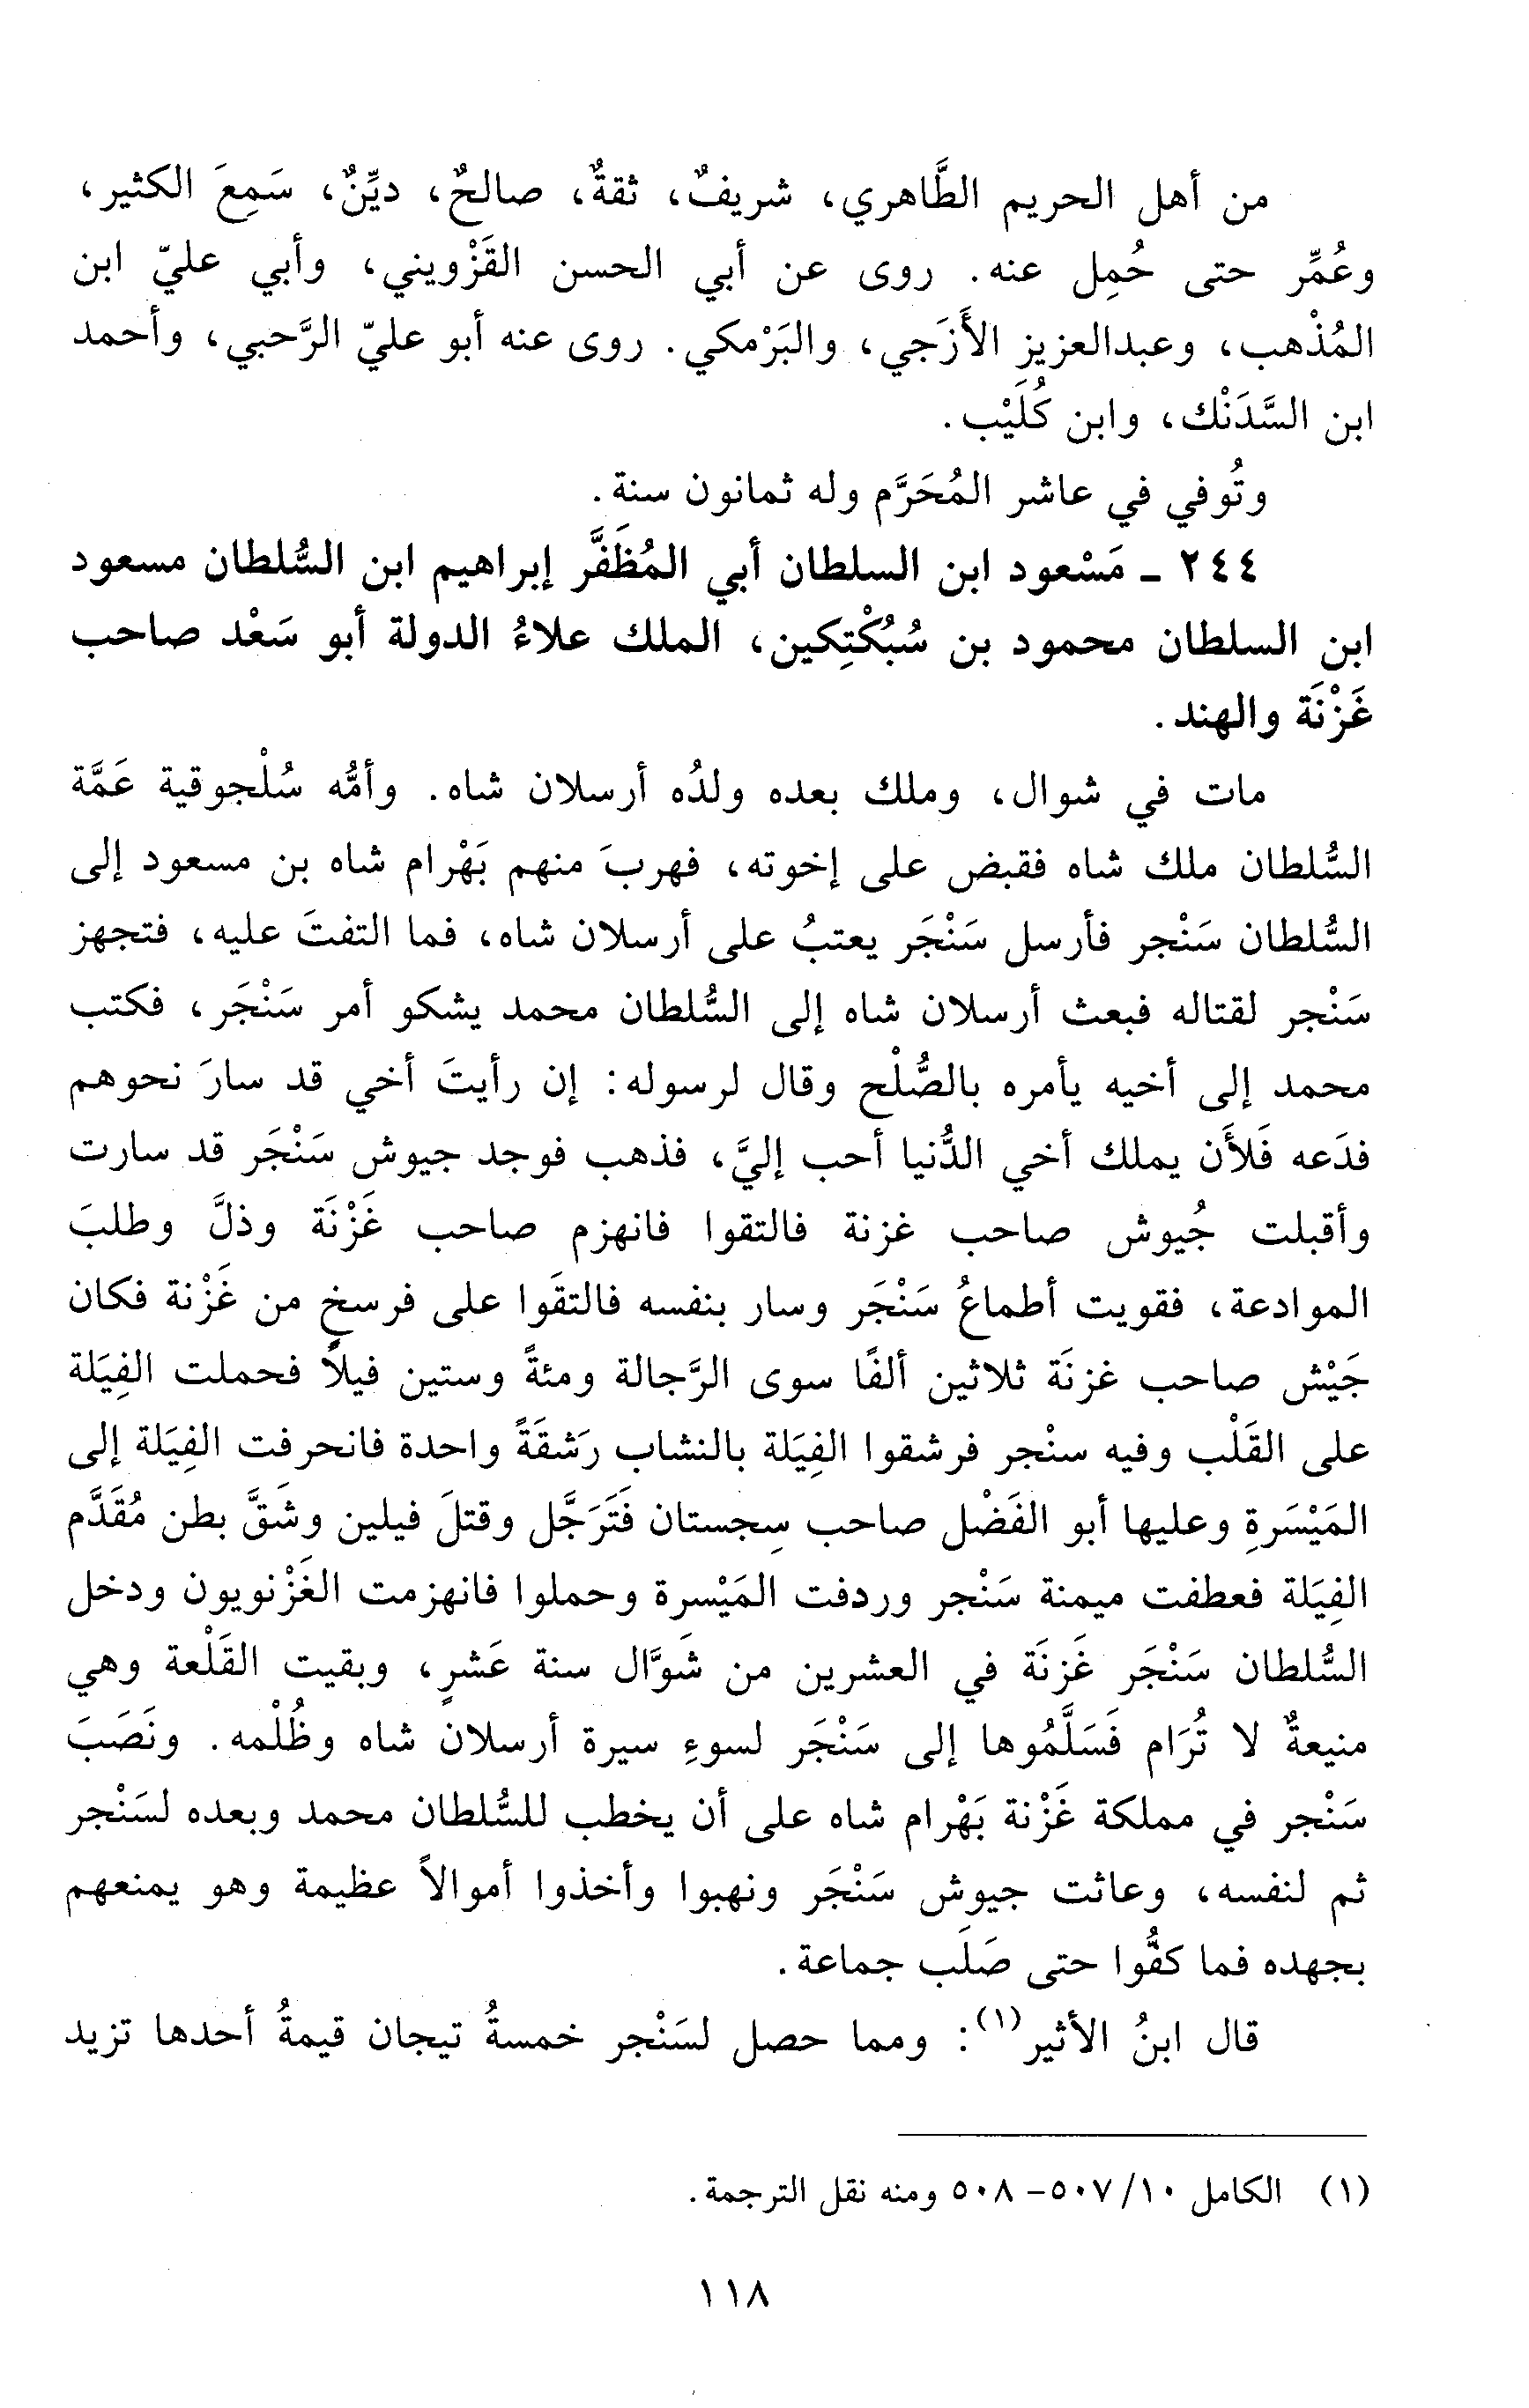 من أهل الحريم الطَّاهري، شريفٌ، ثقةٌ، صالحٌ، ديِّنٌ، سَمِعَ الكثير،
وعُمِّر حتى حُمِل عنه. روى عن أبي الحسن القَزْويني، وأبي عليّ ابن
المُذْهب، وعبدالعزيز الأَزَجي، والبَرْمكي. روى عنه أبو عليّ الرَّحبي، وأحمد
ابن السَّدَنْك، وابن كُلَيْب.
وتُوفي في عاشر المُحَرَّم وله ثمانون سنة.
٢٤٤ - مَسْعود ابن السلطان أبي المُظَفَّر إبراهيم ابن السُّلطان مسعود
ابن السلطان محمود بن سُبُكْتِكين، الملك علاءُ الدولة أبو سَعْد صاحب
غَزْنَة والهند.
مات في شوال، وملك بعده ولدُه أرسلان شاه. وأمُّه سُلْجوقية عَمَّة
السُّلطان ملك شاه فقبض على إخوته، فهربَ منهم بَهْرام شاه بن مسعود إلى
السُّلطان سَنْجر فأرسل سَنْجَر يعتبُ على أرسلان شاه، فما التفتَ عليه، فتجهز
سَنْجر لقتاله فبعث أرسلان شاه إلى السُّلطان محمد يشكو أمر سَنْجَر، فكتب
محمد إلى أخيه يأمره بالصُّلْح وقال لرسوله: إن رأيتَ أخي قد سارَ نحوهم
فدَعه فَلأَن يملك أخي الدُّنيا أحب إليَّ، فذهب فوجد جيوش سَنْجَر قد سارت
وأقبلت جُيوش صاحب غزنة فالتقوا فانهزم صاحب غَزْنَة وذلَّ وطلبَ
الموادعة، فقويت أطماعُ سَنْجَر وسار بنفسه فالتقَوا على فرسخٍ من غَزْنة فكان
جَيْش صاحب غزنَة ثلاثين ألفًا سوى الرَّجالة ومئةً وستين فيلاً فحملت الفِيَلة
على القَلْب وفيه سنْجر فرشقوا الفِيَلة بالنشاب رَشقَةً واحدة فانحرفت الفِيَلة إلى
المَيْسَرةِ وعليها أبو الفَضْل صاحب سِجستان فَتَرَجَّل وقتلَ فيلين وشَقَّ بطن مُقَدَّم
الفِيَلة فعطفت ميمنة سَنْجر وردفت المَيْسرة وحملوا فانهزمت الغَزْنويون ودخل
السُّلطان سَنْجَر غَزنَة في العشرين من شَوَّال سنة عَشرٍ، وبقيت القَلْعة وهي
منيعةٌ لا تُرَام فَسَلَّمُوها إلى سَنْجَر لسوءِ سيرة أرسلان شاه وظُلْمه. ونَصَبَ
سَنْجر في مملكة غَزْنة بَهْرام شاه على أن يخطب للسُّلطان محمد وبعده لسَنْجر
ثم لنفسه، وعاثت جيوش سَنْجَر ونهبوا وأخذوا أموالاً عظيمة وهو يمنعهم
بجهده فما كفُّوا حتى صَلَب جماعة.
قال ابنُ الأثير(١): ومما حصل لسَنْجر خمسةُ تيجان قيمةُ أحدها تزيد
(١) الكامل ١٠/ ٥٠٧- ٥٠٨ ومنه نقل الترجمة.
١١٨